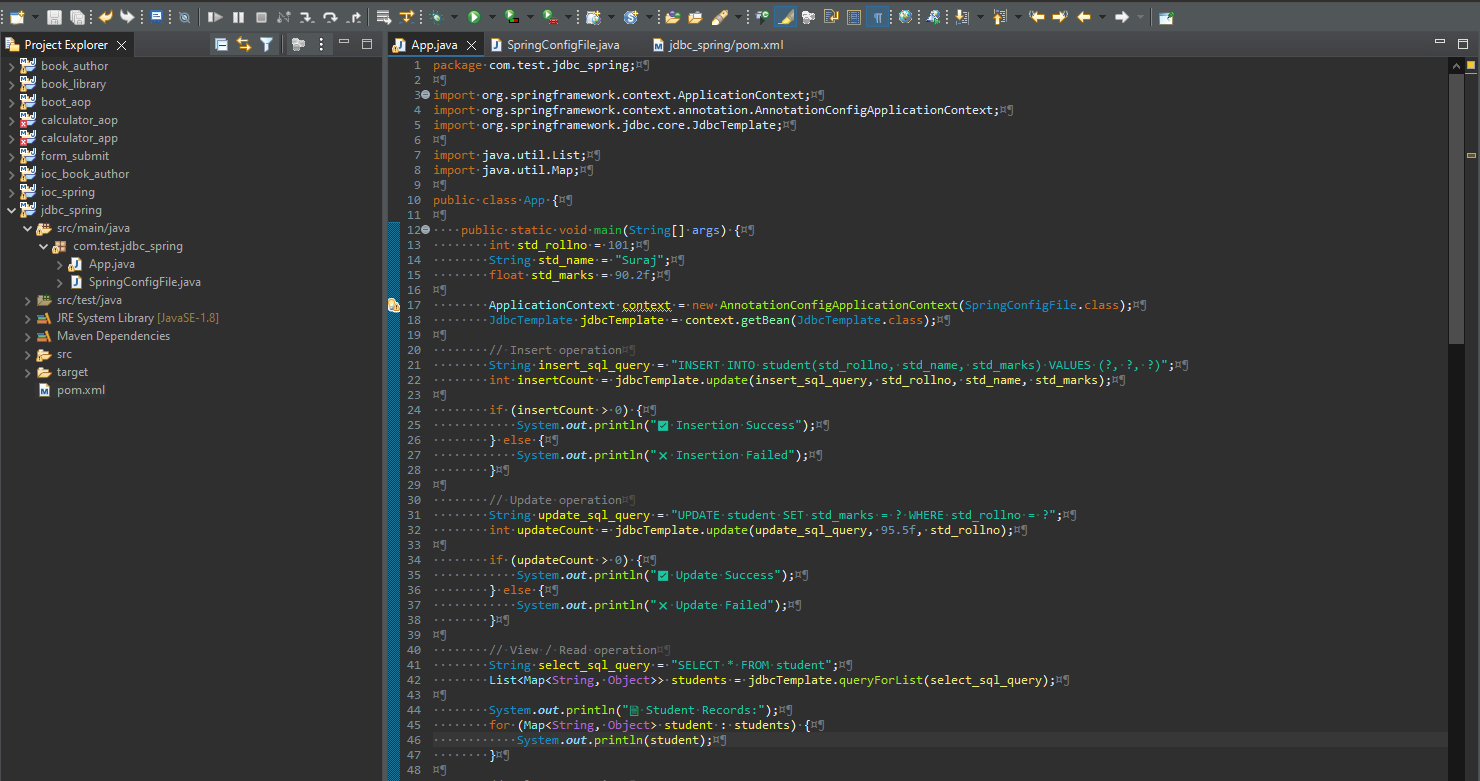 Project Explorer
book_author
book_library
boot_aop
calculator_aop
calculator_app
form_submit
ioc_book_author
ioc_spring
jdbc_spring
src/main/java
com.test.jdbc_spring
App.java
SpringConfigFile.java
src/test/java
JRE System Library [JavaSE-1.8]
Maven Dependencies
src
target
pom.xml
App.java SpringConfigFile.java jdbc_spring/pom.xml
1 package·com.test.jdbc_spring;¤¶
2 ¤¶
3 import·org.springframework.context.ApplicationContext;¤¶
4 import·org.springframework.context.annotation.AnnotationConfigApplicationContext;¤¶
5 import·org.springframework.jdbc.core.JdbcTemplate;¤¶
6 ¤¶
7 import·java.util.List;¤¶
8 import·java.util.Map;¤¶
9 ¤¶
10 public·class·App·{¤¶
11 ¤¶
12 ····public·static·void·main(String[]·args)·{¤¶
13 ········int·std_rollno·=·101;¤¶
14 ········String·std_name·=·"Suraj";¤¶
15 ········float·std_marks·=·90.2f;¤¶
16 ¤¶
17 ········ApplicationContext·context·=·new·AnnotationConfigApplicationContext(SpringConfigFile.class);¤¶
18 ········JdbcTemplate·jdbcTemplate·=·context.getBean(JdbcTemplate.class);¤¶
19 ¤¶
20 ········//·Insert·operation¤¶
21 ········String·insert_sql_query·=·"INSERT·INTO·student(std_rollno,·std_name,·std_marks)·VALUES·(?,·?,·?)";¤¶
22 ········int·insertCount·=·jdbcTemplate.update(insert_sql_query,·std_rollno,·std_name,·std_marks);¤¶
23 ¤¶
24 ········if·(insertCount·>·0)·{¤¶
25 ············System.out.println("✅·Insertion·Success");¤¶
26 ········}·else·{¤¶
27 ············System.out.println("❌·Insertion·Failed");¤¶
28 ········}¤¶
29 ¤¶
30 ········//·Update·operation¤¶
31 ········String·update_sql_query·=·"UPDATE·student·SET·std_marks·=·?·WHERE·std_rollno·=·?";¤¶
32 ········int·updateCount·=·jdbcTemplate.update(update_sql_query,·95.5f,·std_rollno);¤¶
33 ¤¶
34 ········if·(updateCount·>·0)·{¤¶
35 ············System.out.println("✅·Update·Success");¤¶
36 ········}·else·{¤¶
37 ············System.out.println("❌·Update·Failed");¤¶
38 ········}¤¶
39 ¤¶
40 ········//·View·/·Read·operation¤¶
41 ········String·select_sql_query·=·"SELECT·*·FROM·student";¤¶
42 ········List<Map<String,·Object>>·students·=·jdbcTemplate.queryForList(select_sql_query);¤¶
43 ¤¶
44 ········System.out.println("📄·Student·Records:");¤¶
45 ········for·(Map<String,·Object>·student·:·students)·{¤¶
46 ············System.out.println(student);¤¶
47 ········}¤¶
48 ¤¶